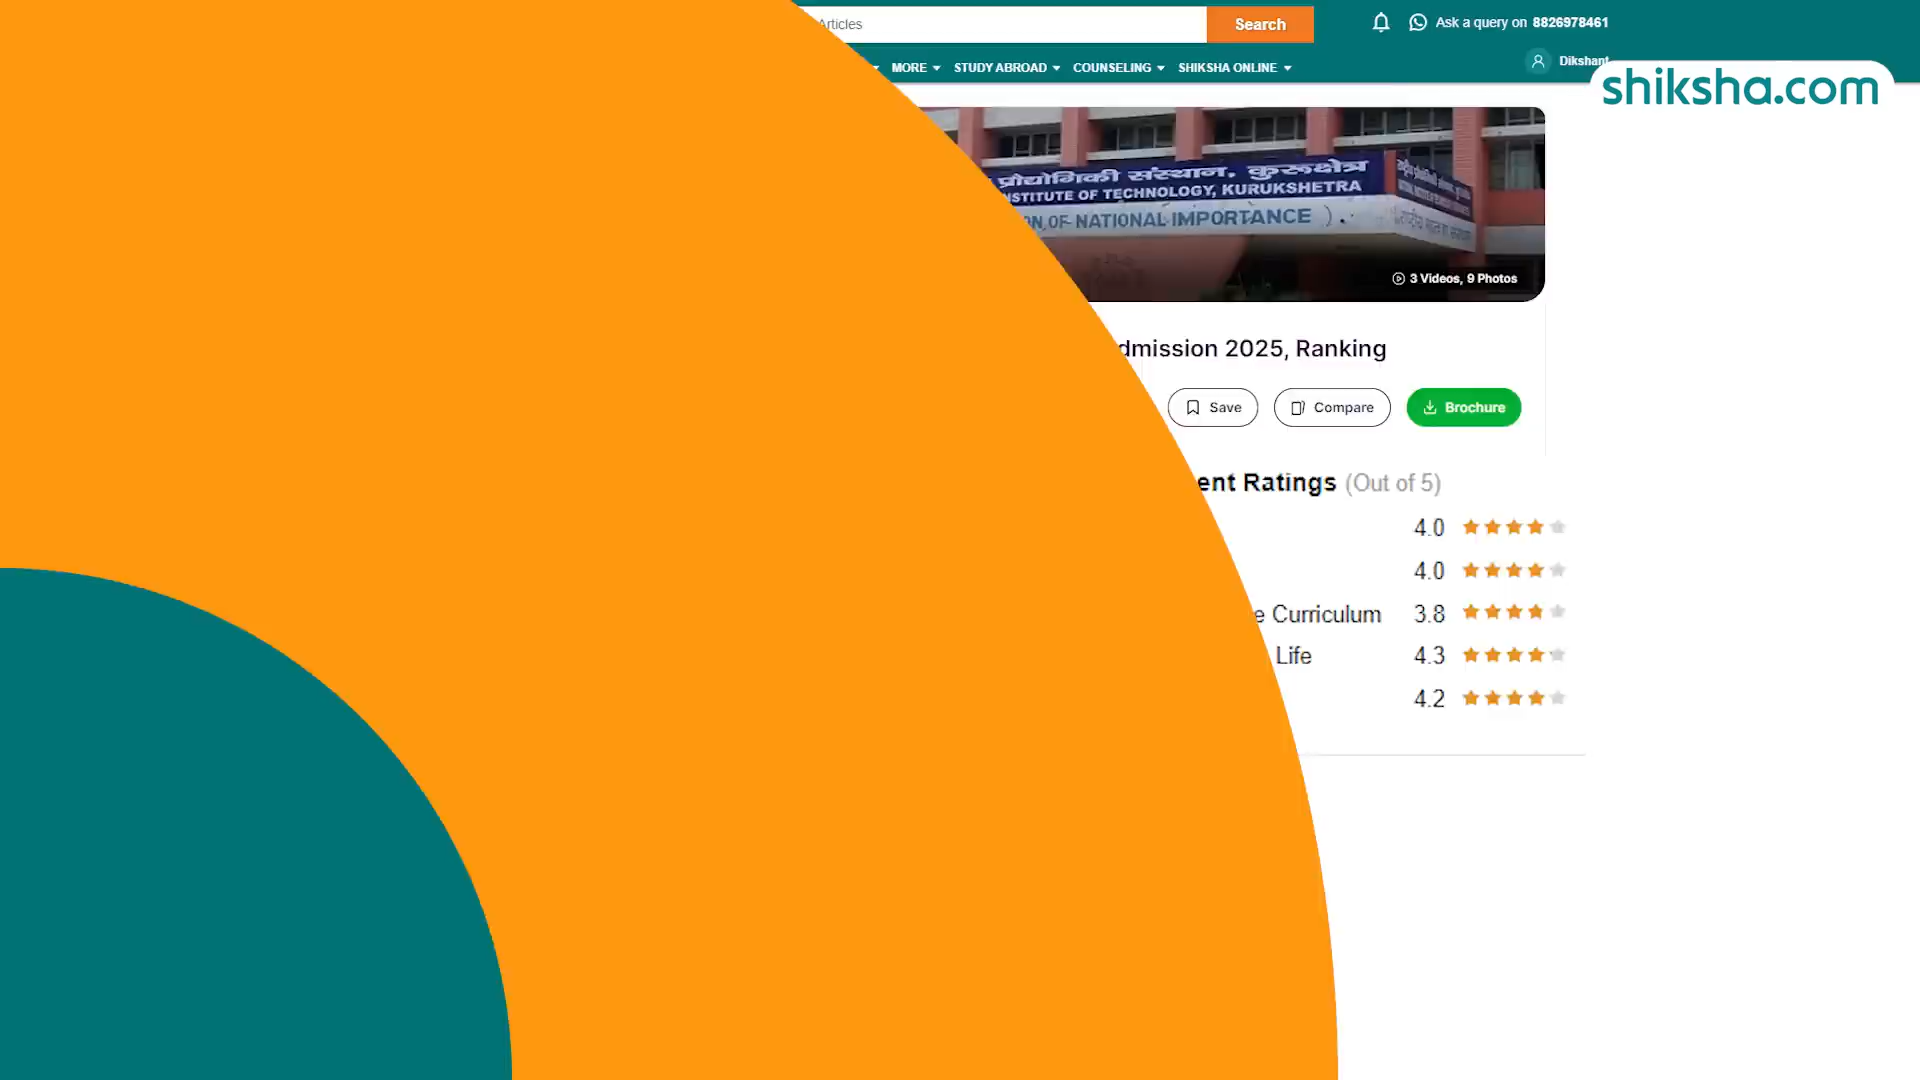 Articles
Search
Ask a query on 8826978461
MORE
STUDY ABROAD
COUNSELING
SHIKSHA ONLINE
Dikshant
shiksha.com
प्रौद्योगिकी संस्थान, कुरुक्षेत्र
INSTITUTE OF TECHNOLOGY, KURUKSHETRA
OF NATIONAL IMPORTANCE )
3 Videos, 9 Photos
dmission 2025, Ranking
Save
Compare
Brochure
ent Ratings (Out of 5)
4.0
4.0
e Curriculum 3.8
Life 4.3
4.2